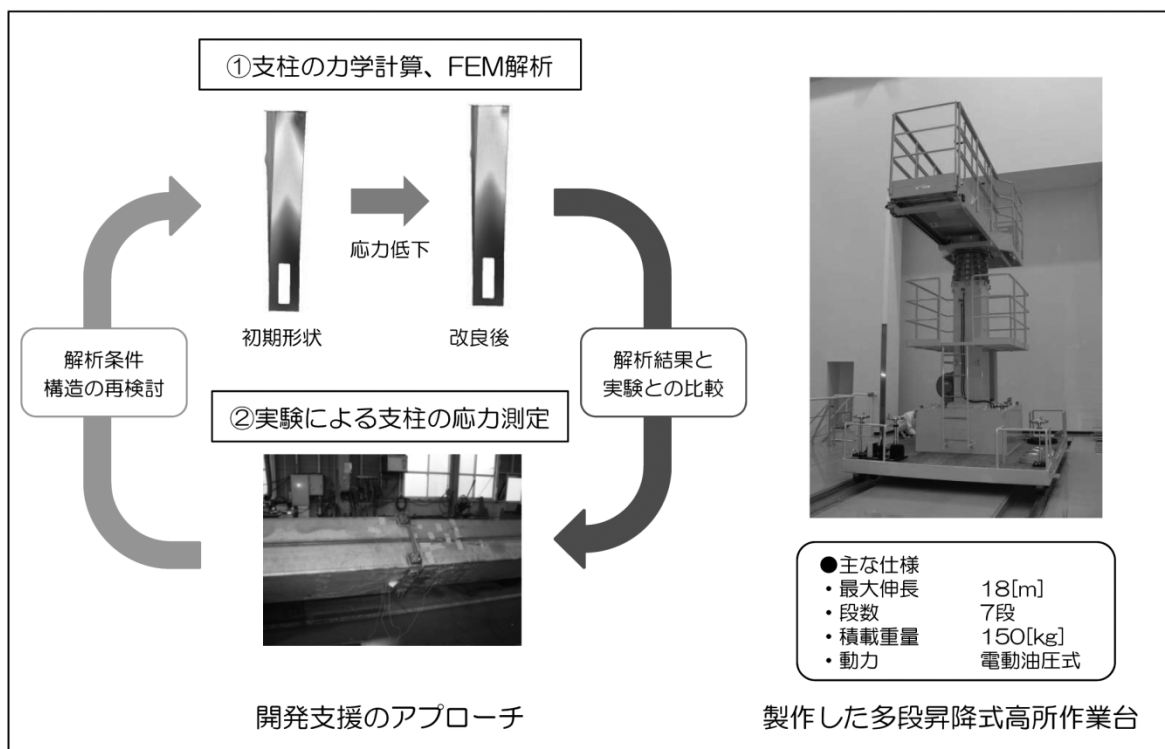 ①支柱の力学計算、FEM解析
応力低下
初期形状
改良後
解析条件
構造の再検討
解析結果と
実験との比較
②実験による支柱の応力測定
開発支援のアプローチ
●主な仕様
・最大伸長 18[m]
・段数 7段
・積載重量 150[kg]
・動力 電動油圧式
製作した多段昇降式高所作業台